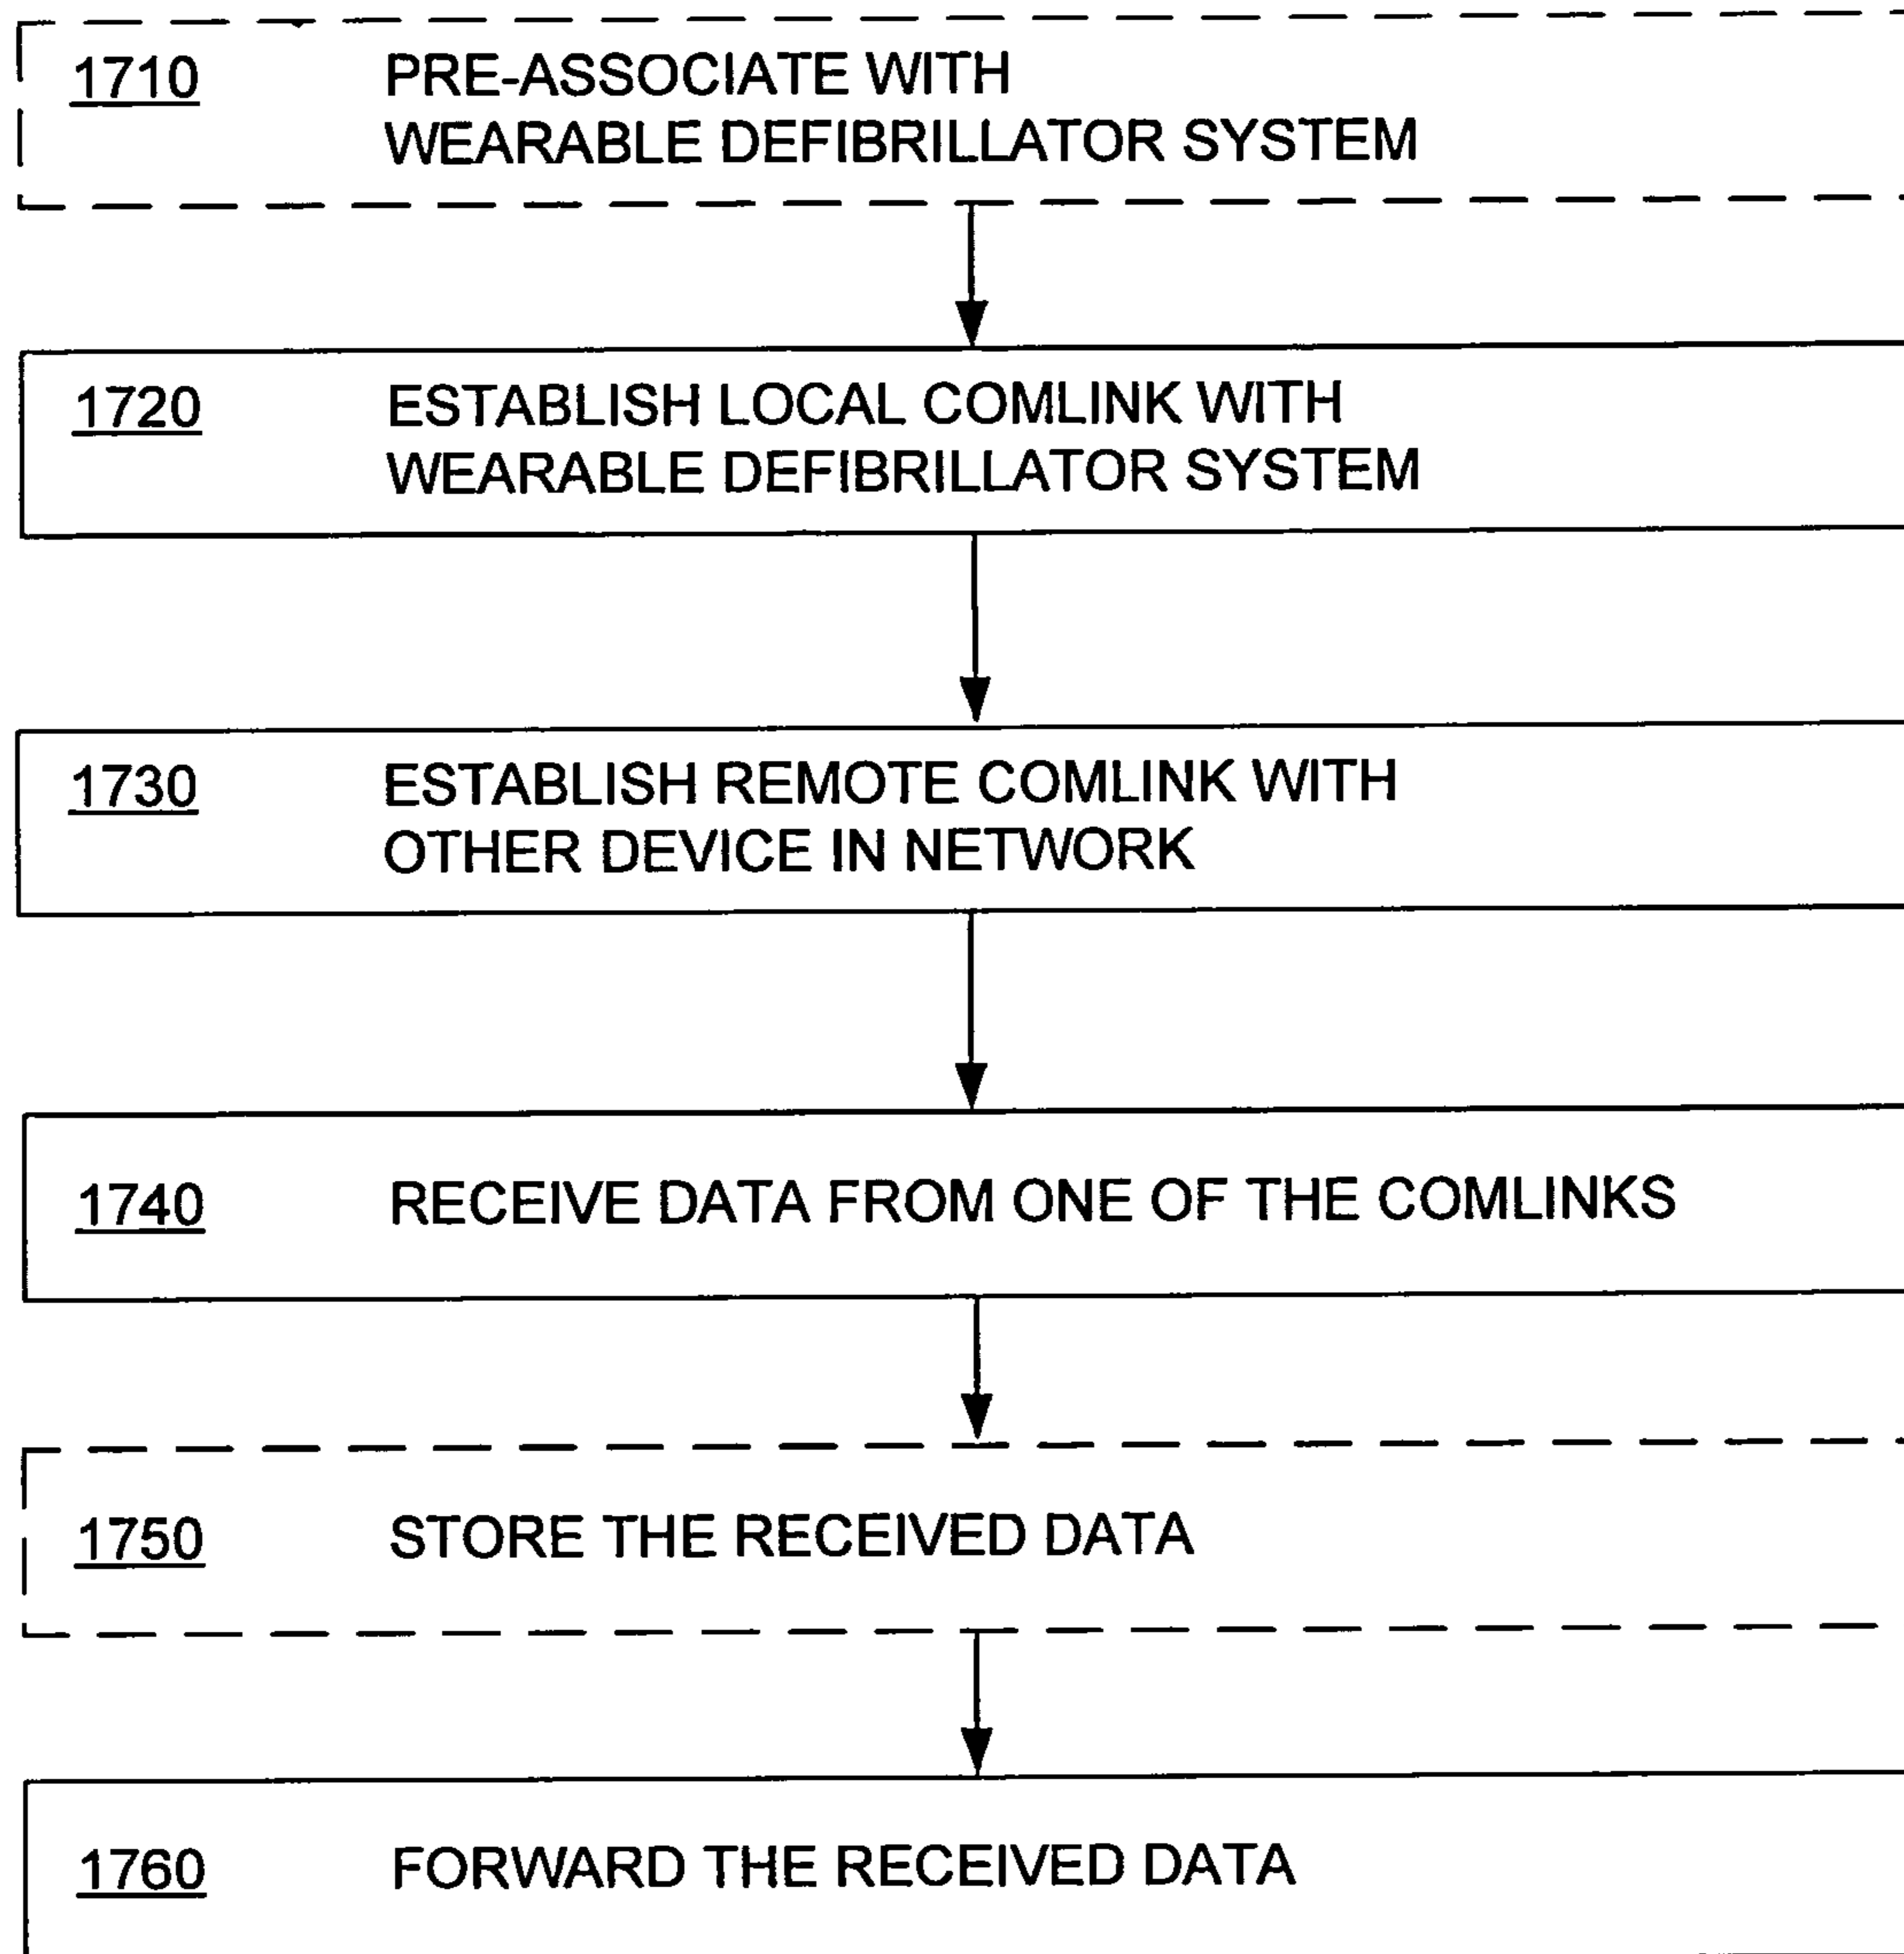 1710 PRE-ASSOCIATE WITH
WEARABLE DEFIBRILLATOR SYSTEM
1720 ESTABLISH LOCAL COMLINK WITH
WEARABLE DEFIBRILLATOR SYSTEM
1730 ESTABLISH REMOTE COMLINK WITH
OTHER DEVICE IN NETWORK
1740 RECEIVE DATA FROM ONE OF THE COMLINKS
1750 STORE THE RECEIVED DATA
1760 FORWARD THE RECEIVED DATA